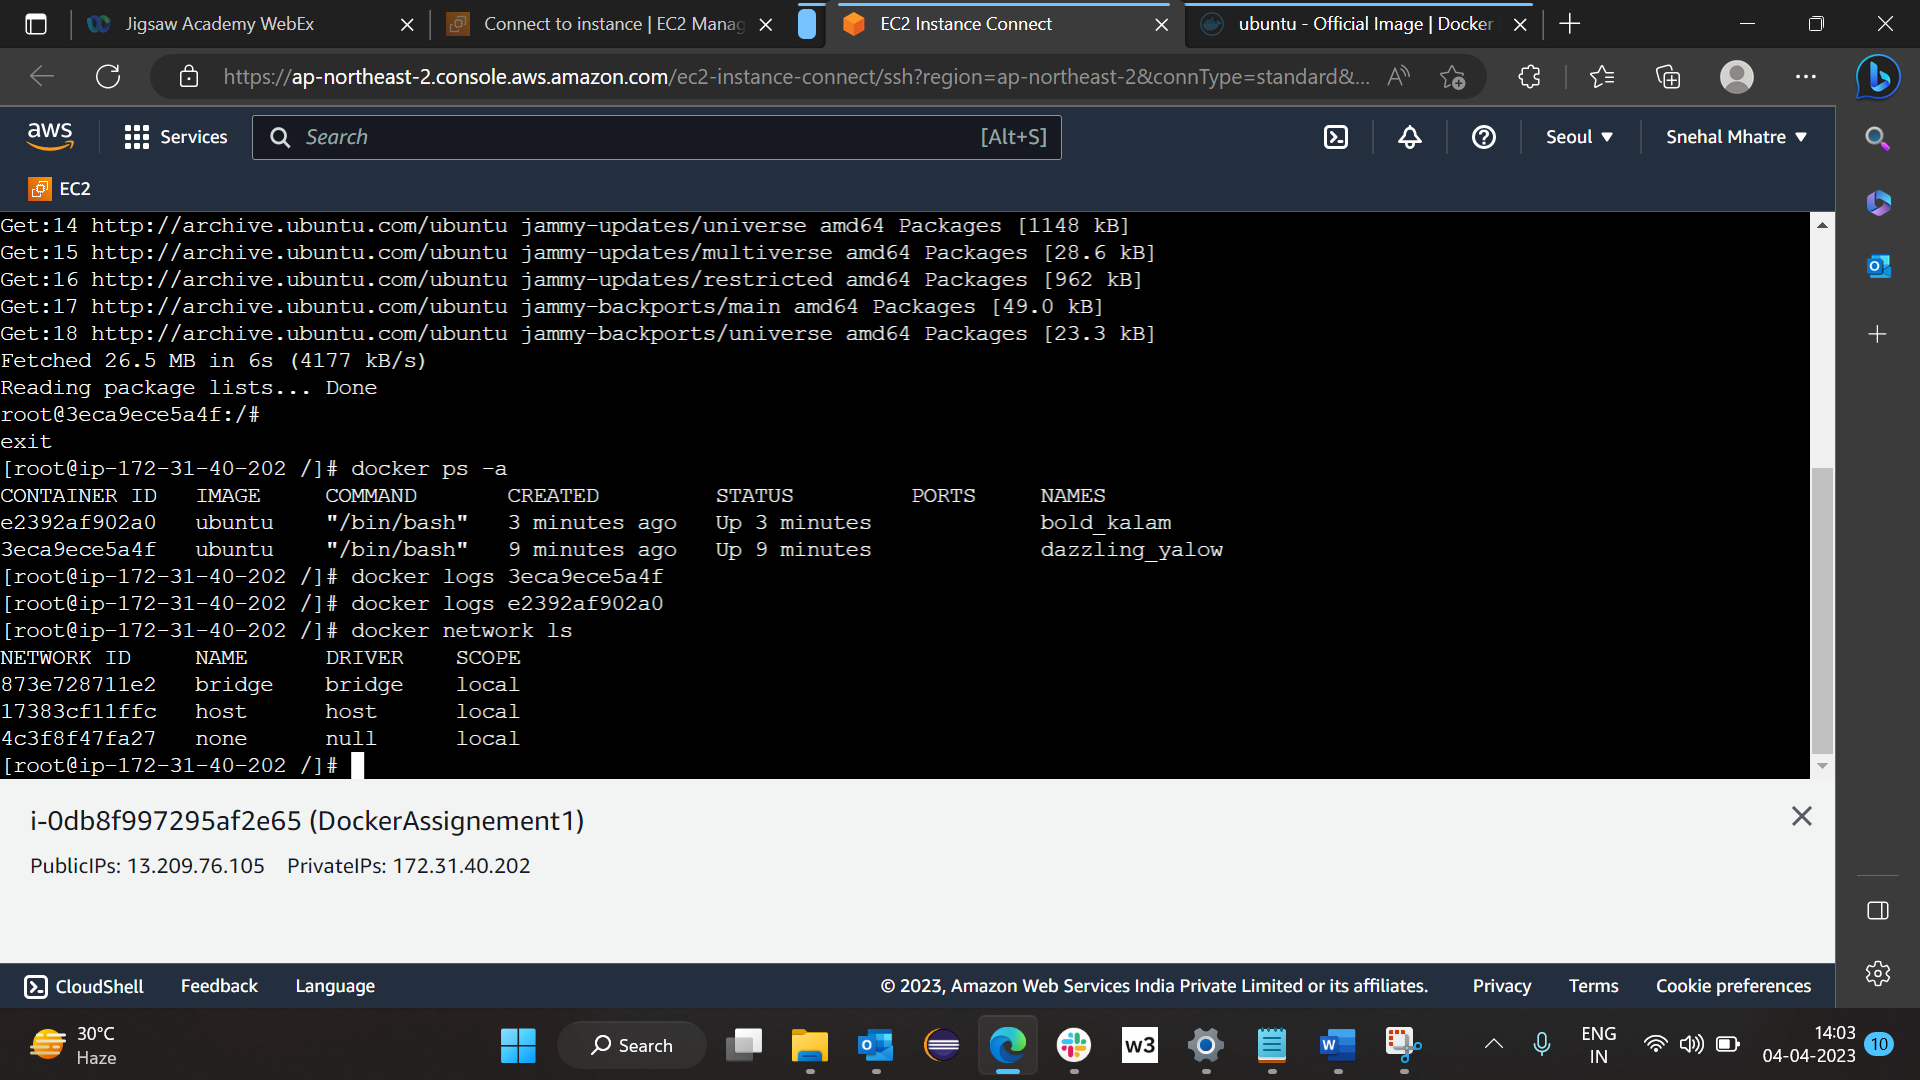 Jigsaw Academy WebEx
Connect to instance | EC2 Manag
EC2 Instance Connect
ubuntu - Official Image | Docker
https://ap-northeast-2.console.aws.amazon.com/ec2-instance-connect/ssh?region=ap-northeast-2&connType=standard&...
aws
Services
Search
[Alt+S]
Seoul
Snehal Mhatre
EC2
Get:14 http://archive.ubuntu.com/ubuntu jammy-updates/universe amd64 Packages [1148 kB]
Get:15 http://archive.ubuntu.com/ubuntu jammy-updates/multiverse amd64 Packages [28.6 kB]
Get:16 http://archive.ubuntu.com/ubuntu jammy-updates/restricted amd64 Packages [962 kB]
Get:17 http://archive.ubuntu.com/ubuntu jammy-backports/main amd64 Packages [49.0 kB]
Get:18 http://archive.ubuntu.com/ubuntu jammy-backports/universe amd64 Packages [23.3 kB]
Fetched 26.5 MB in 6s (4177 kB/s)
Reading package lists... Done
root@3eca9ece5a4f:/#
exit
[root@ip-172-31-40-202 /]# docker ps -a
CONTAINER ID   IMAGE     COMMAND       CREATED         STATUS         PORTS     NAMES
e2392af902a0   ubuntu    "/bin/bash"   3 minutes ago   Up 3 minutes             bold_kalam
3eca9ece5a4f   ubuntu    "/bin/bash"   9 minutes ago   Up 9 minutes             dazzling_yalow
[root@ip-172-31-40-202 /]# docker logs 3eca9ece5a4f
[root@ip-172-31-40-202 /]# docker logs e2392af902a0
[root@ip-172-31-40-202 /]# docker network ls
NETWORK ID     NAME      DRIVER    SCOPE
873e728711e2   bridge    bridge    local
17383cf11ffc   host      host      local
4c3f8f47fa27   none      null      local
[root@ip-172-31-40-202 /]#
i-0db8f997295af2e65 (DockerAssignement1)
PublicIPs: 13.209.76.105    PrivateIPs: 172.31.40.202
CloudShell
Feedback
Language
© 2023, Amazon Web Services India Private Limited or its affiliates.
Privacy
Terms
Cookie preferences
30°C
Haze
Search
w3
ENG
IN
14:03
04-04-2023
10